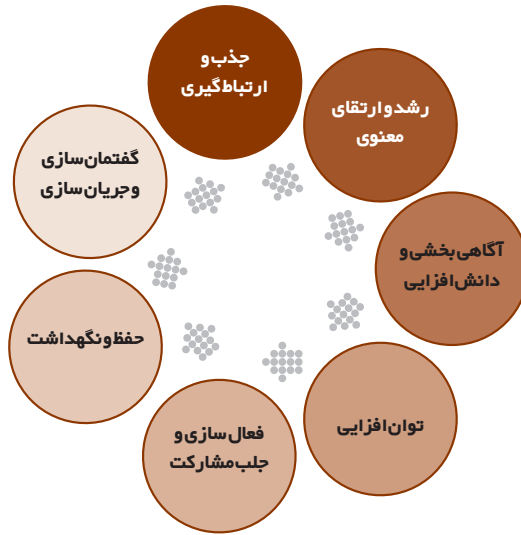 جذب و
ارتباط‌گیری
رشد و ارتقای
معنوی
آگاهی‌بخشی و
دانش‌افزایی
توان‌افزایی
فعال‌سازی و
جلب مشارکت
حفظ و نگهداشت
گفتمان‌سازی
و جریان‌سازی